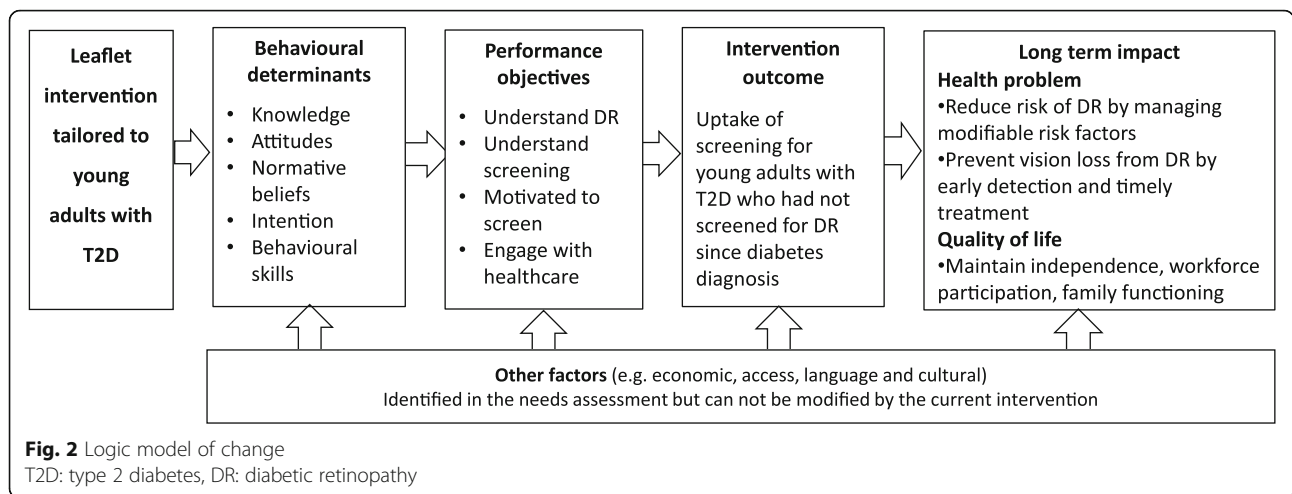 Leaflet
intervention
tailored to
young
adults with
T2D
Behavioural
determinants
• Knowledge
• Attitudes
• Normative
beliefs
• Intention
• Behavioural
skills
Performance
objectives
• Understand DR
• Understand
screening
• Motivated to
screen
• Engage with
healthcare
Intervention
outcome
Uptake of
screening for
young adults with
T2D who had not
screened for DR
since diabetes
diagnosis
Long term impact
Health problem
•Reduce risk of DR by managing
modifiable risk factors
•Prevent vision loss from DR by
early detection and timely
treatment
Quality of life
•Maintain independence, workforce
participation, family functioning
Other factors (e.g. economic, access, language and cultural)
Identified in the needs assessment but can not be modified by the current intervention
Fig. 2 Logic model of change
T2D: type 2 diabetes, DR: diabetic retinopathy